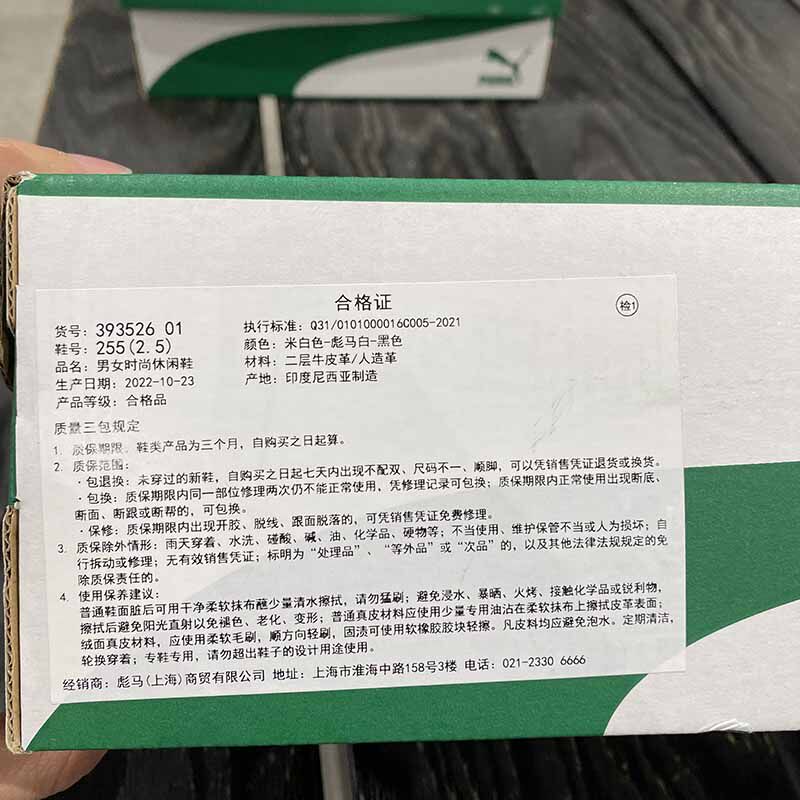 PUMA
合格证
检1
货号: 393526 01
执行标准: Q31/0101000016C005-2021
鞋号: 255(2.5)
颜色: 米白色-彪马白-黑色
品名: 男女时尚休闲鞋
材料: 二层牛皮革/人造革
生产日期: 2022-10-23
产地: 印度尼西亚制造
产品等级: 合格品
质量三包规定
1. 质保期限: 鞋类产品为三个月, 自购买之日起算。
2. 质保范围:
·包退换: 未穿过的新鞋, 自购买之日起七天内出现不配双、尺码不一、顺脚, 可以凭销售凭证退货或换货。
·包换: 质保期限内同一部位修理两次仍不能正常使用, 凭修理记录可包换; 质保期限内正常使用出现断底、
断面、断跟或断帮的, 可包换。
·保修: 质保期限内出现开胶、脱线、跟面脱落的, 可凭销售凭证免费修理。
3. 质保除外情形: 雨天穿着、水洗、碰酸、碱、油、化学品、硬物等; 不当使用、维护保管不当或人为损坏; 自
行拆动或修理; 无有效销售凭证; 标明为“处理品”、“等外品”或“次品”的, 以及其他法律法规规定的免
除质保责任的。
4. 使用保养建议:
普通鞋面脏后可用干净柔软抹布蘸少量清水擦拭, 请勿猛刷; 避免浸水、暴晒、火烤、接触化学品或锐利物,
擦拭后避免阳光直射以免褪色、老化、变形; 普通真皮材料应使用少量专用油沾在柔软抹布上擦拭皮革表面;
绒面真皮材料, 应使用柔软毛刷, 顺方向轻刷, 固渍可使用软橡胶胶块轻擦。凡皮料均应避免泡水。定期清洁,
轮换穿着; 专鞋专用, 请勿超出鞋子的设计用途使用。
经销商: 彪马(上海)商贸有限公司 地址: 上海市淮海中路158号3楼 电话: 021-2330 6666